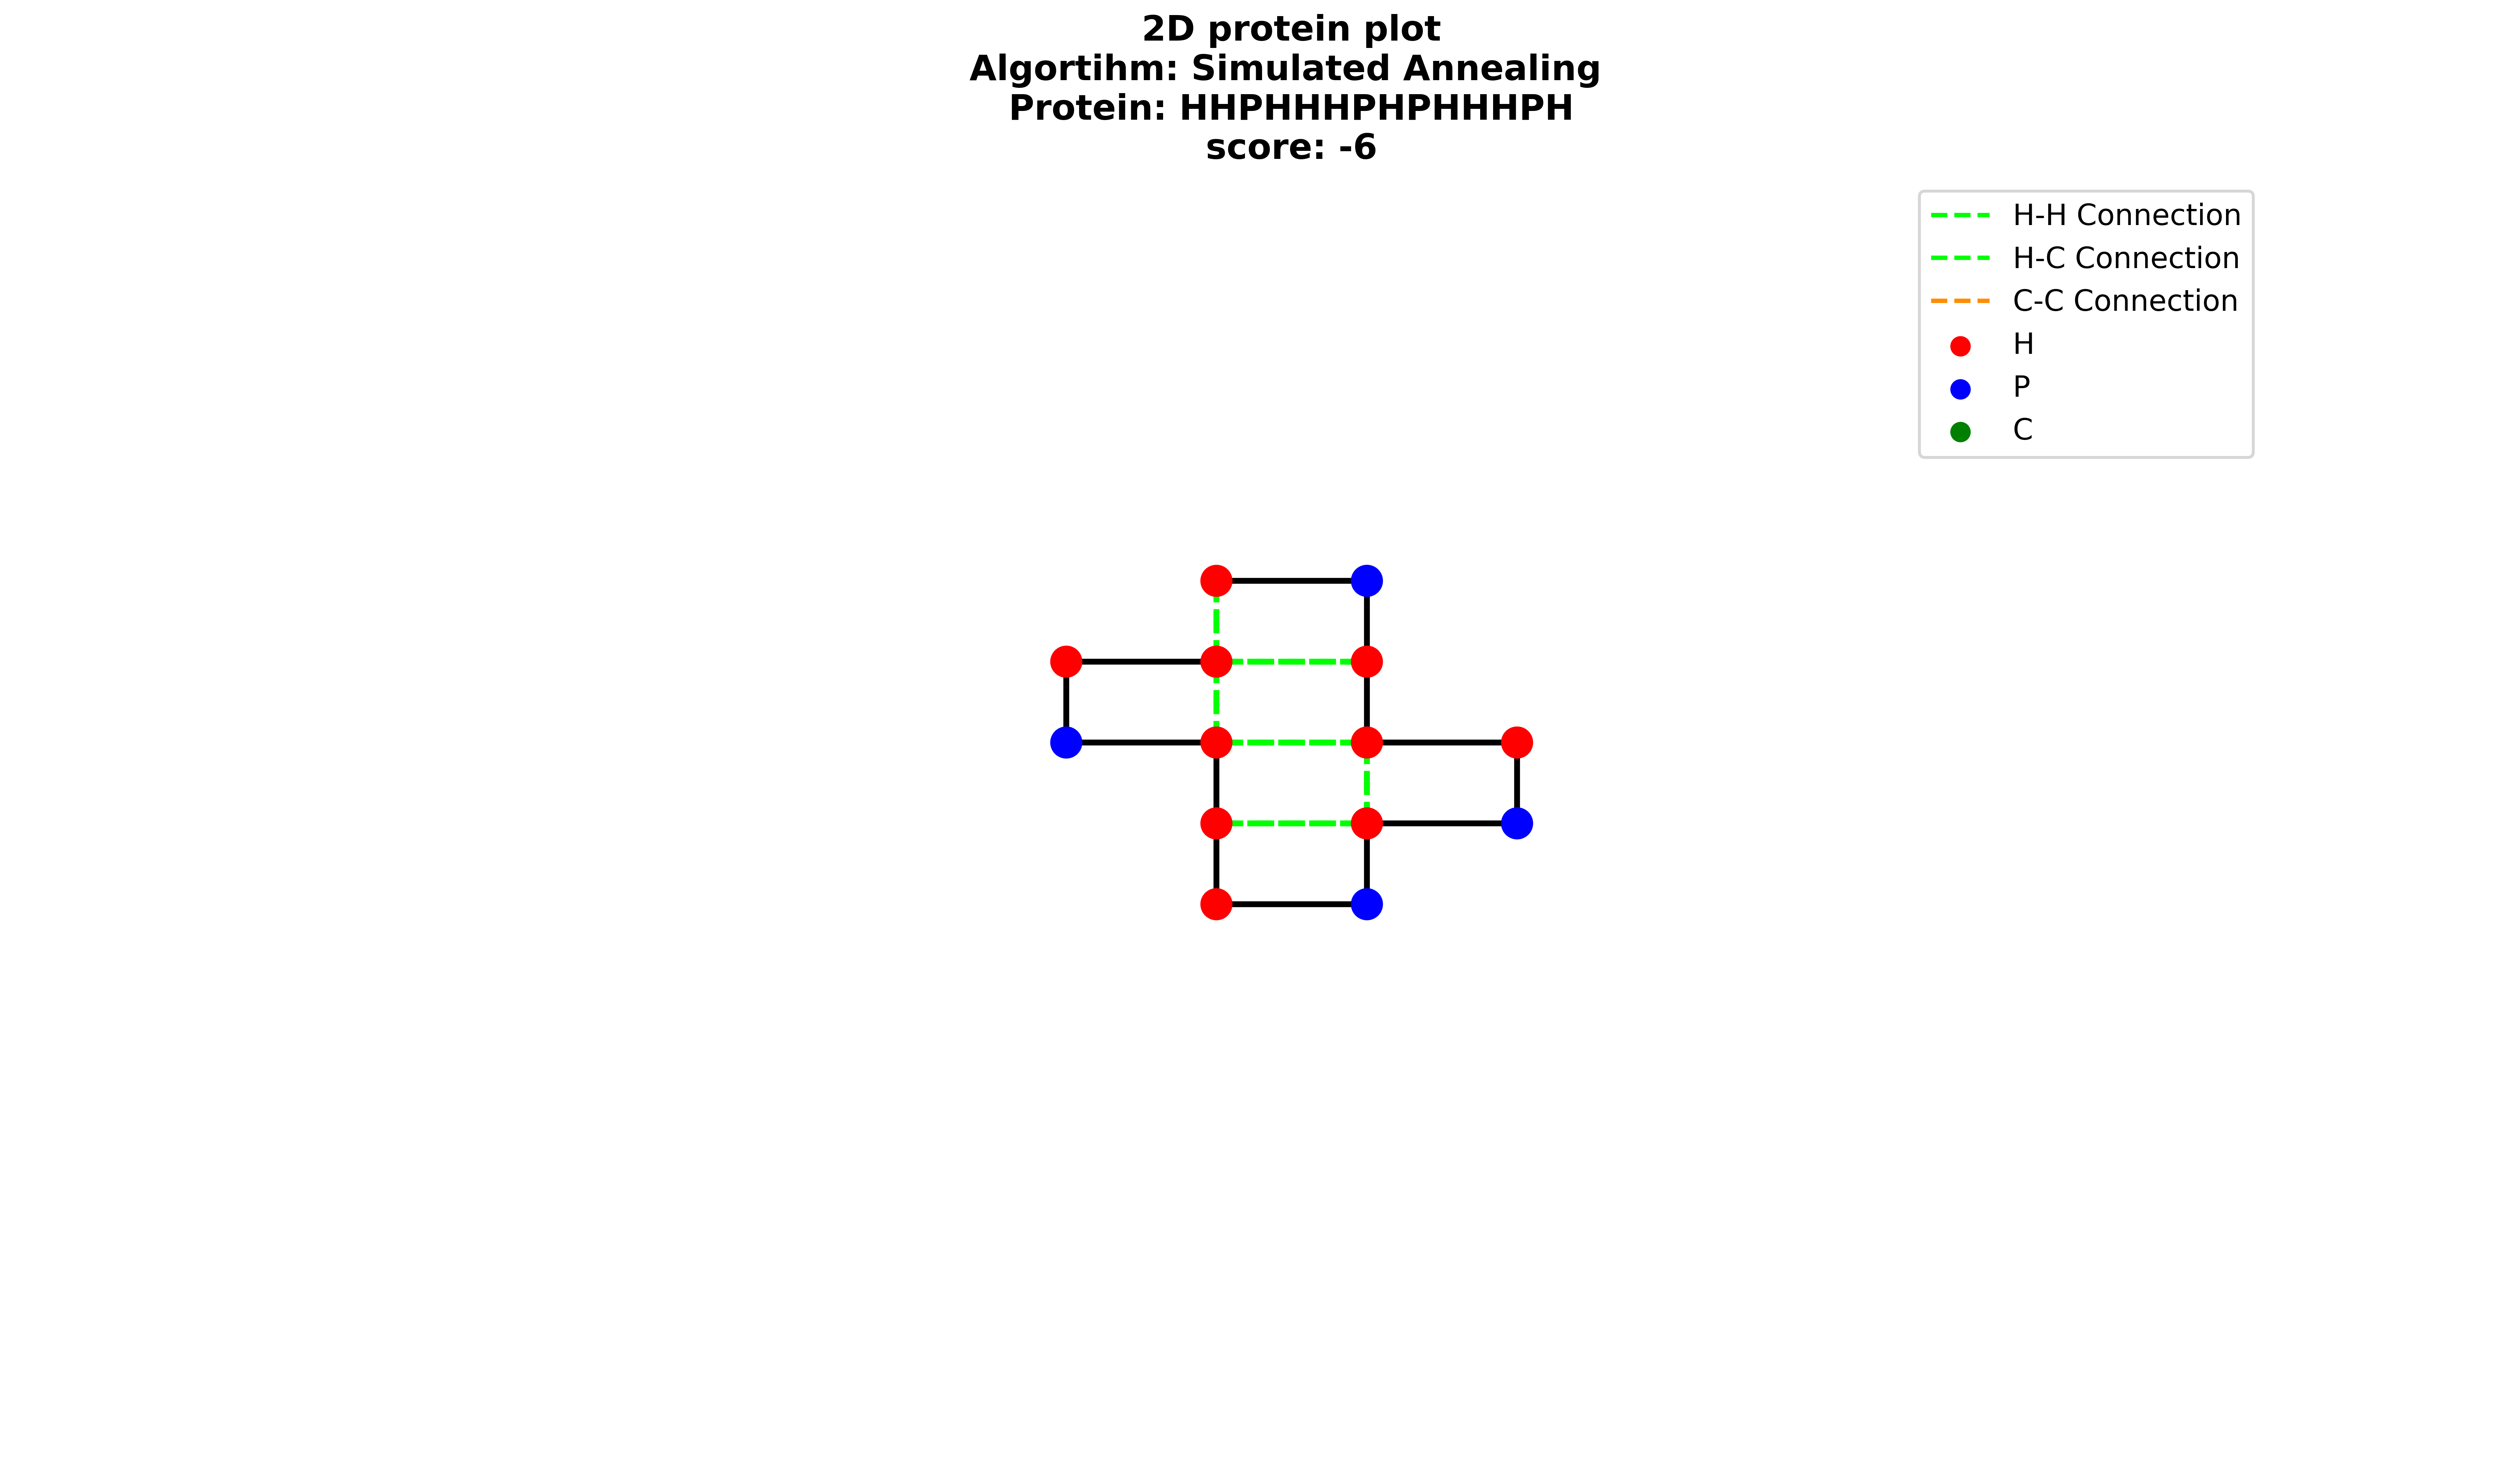 2D protein plot
Algortihm: Simulated Annealing
Protein: HHPHHHPHPHHHPH
score: -6
H-H Connection
H-C Connection
C-C Connection
H
P
C